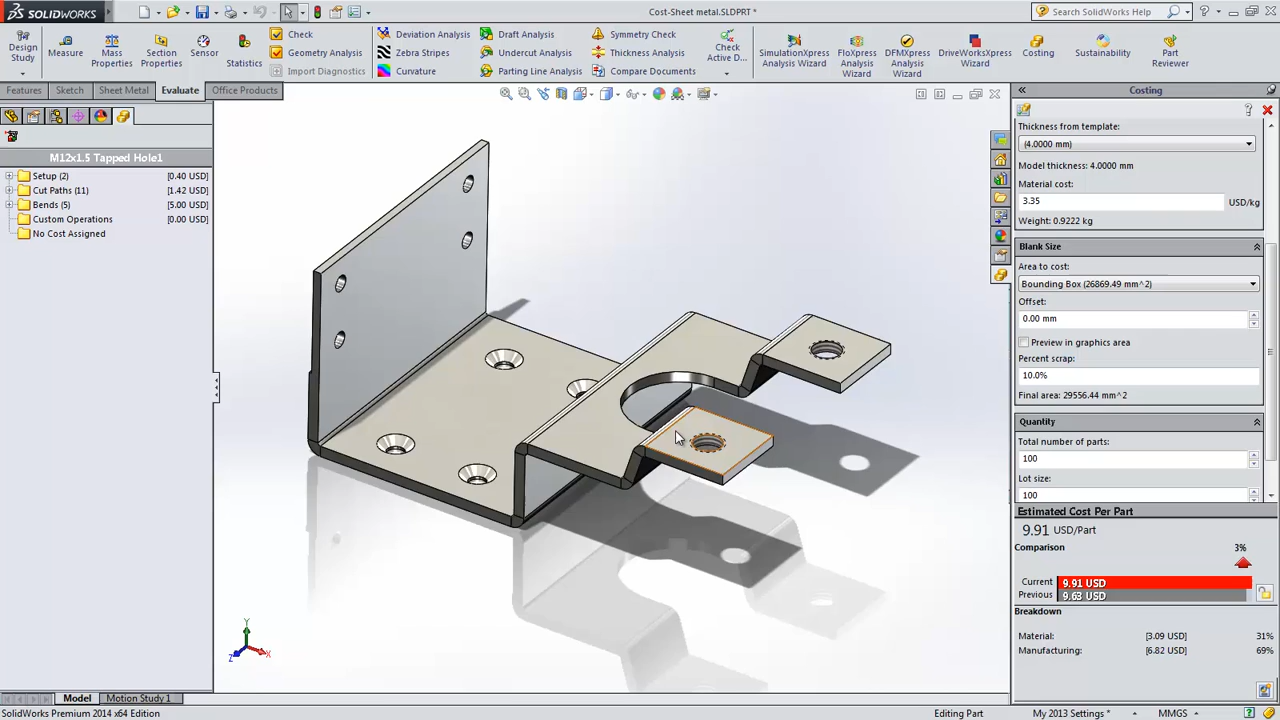 SOLIDWORKS
Cost-Sheet metal.SLDPRT *
Search SolidWorks Help
Design Study
Measure
Mass Properties
Section Properties
Sensor
Statistics
Check
Geometry Analysis
Import Diagnostics
Deviation Analysis
Zebra Stripes
Curvature
Draft Analysis
Undercut Analysis
Parting Line Analysis
Symmetry Check
Thickness Analysis
Compare Documents
Check Active D...
SimulationXpress Analysis Wizard
FloXpress Analysis Wizard
DFMXpress Analysis Wizard
DriveWorksXpress Wizard
Costing
Sustainability
Part Reviewer
Features
Sketch
Sheet Metal
Evaluate
Office Products
M12x1.5 Tapped Hole1
Setup (2) [0.40 USD]
Cut Paths (11) [1.42 USD]
Bends (5) [5.00 USD]
Custom Operations [0.00 USD]
No Cost Assigned
Costing
Thickness from template:
(4.0000 mm)
Model thickness: 4.0000 mm
Material cost:
3.35 USD/kg
Weight: 0.9222 kg
Blank Size
Area to cost:
Bounding Box (26869.49 mm^2)
Offset:
0.00 mm
Preview in graphics area
Percent scrap:
10.0%
Final area: 29556.44 mm^2
Quantity
Total number of parts:
100
Lot size:
100
Estimated Cost Per Part
9.91 USD/Part
Comparison 3%
Current 9.91 USD
Previous 9.63 USD
Breakdown
Material: [3.09 USD] 31%
Manufacturing: [6.82 USD] 69%
Y
Z
X
Model
Motion Study 1
SolidWorks Premium 2014 x64 Edition
Editing Part
My 2013 Settings*
MMGS